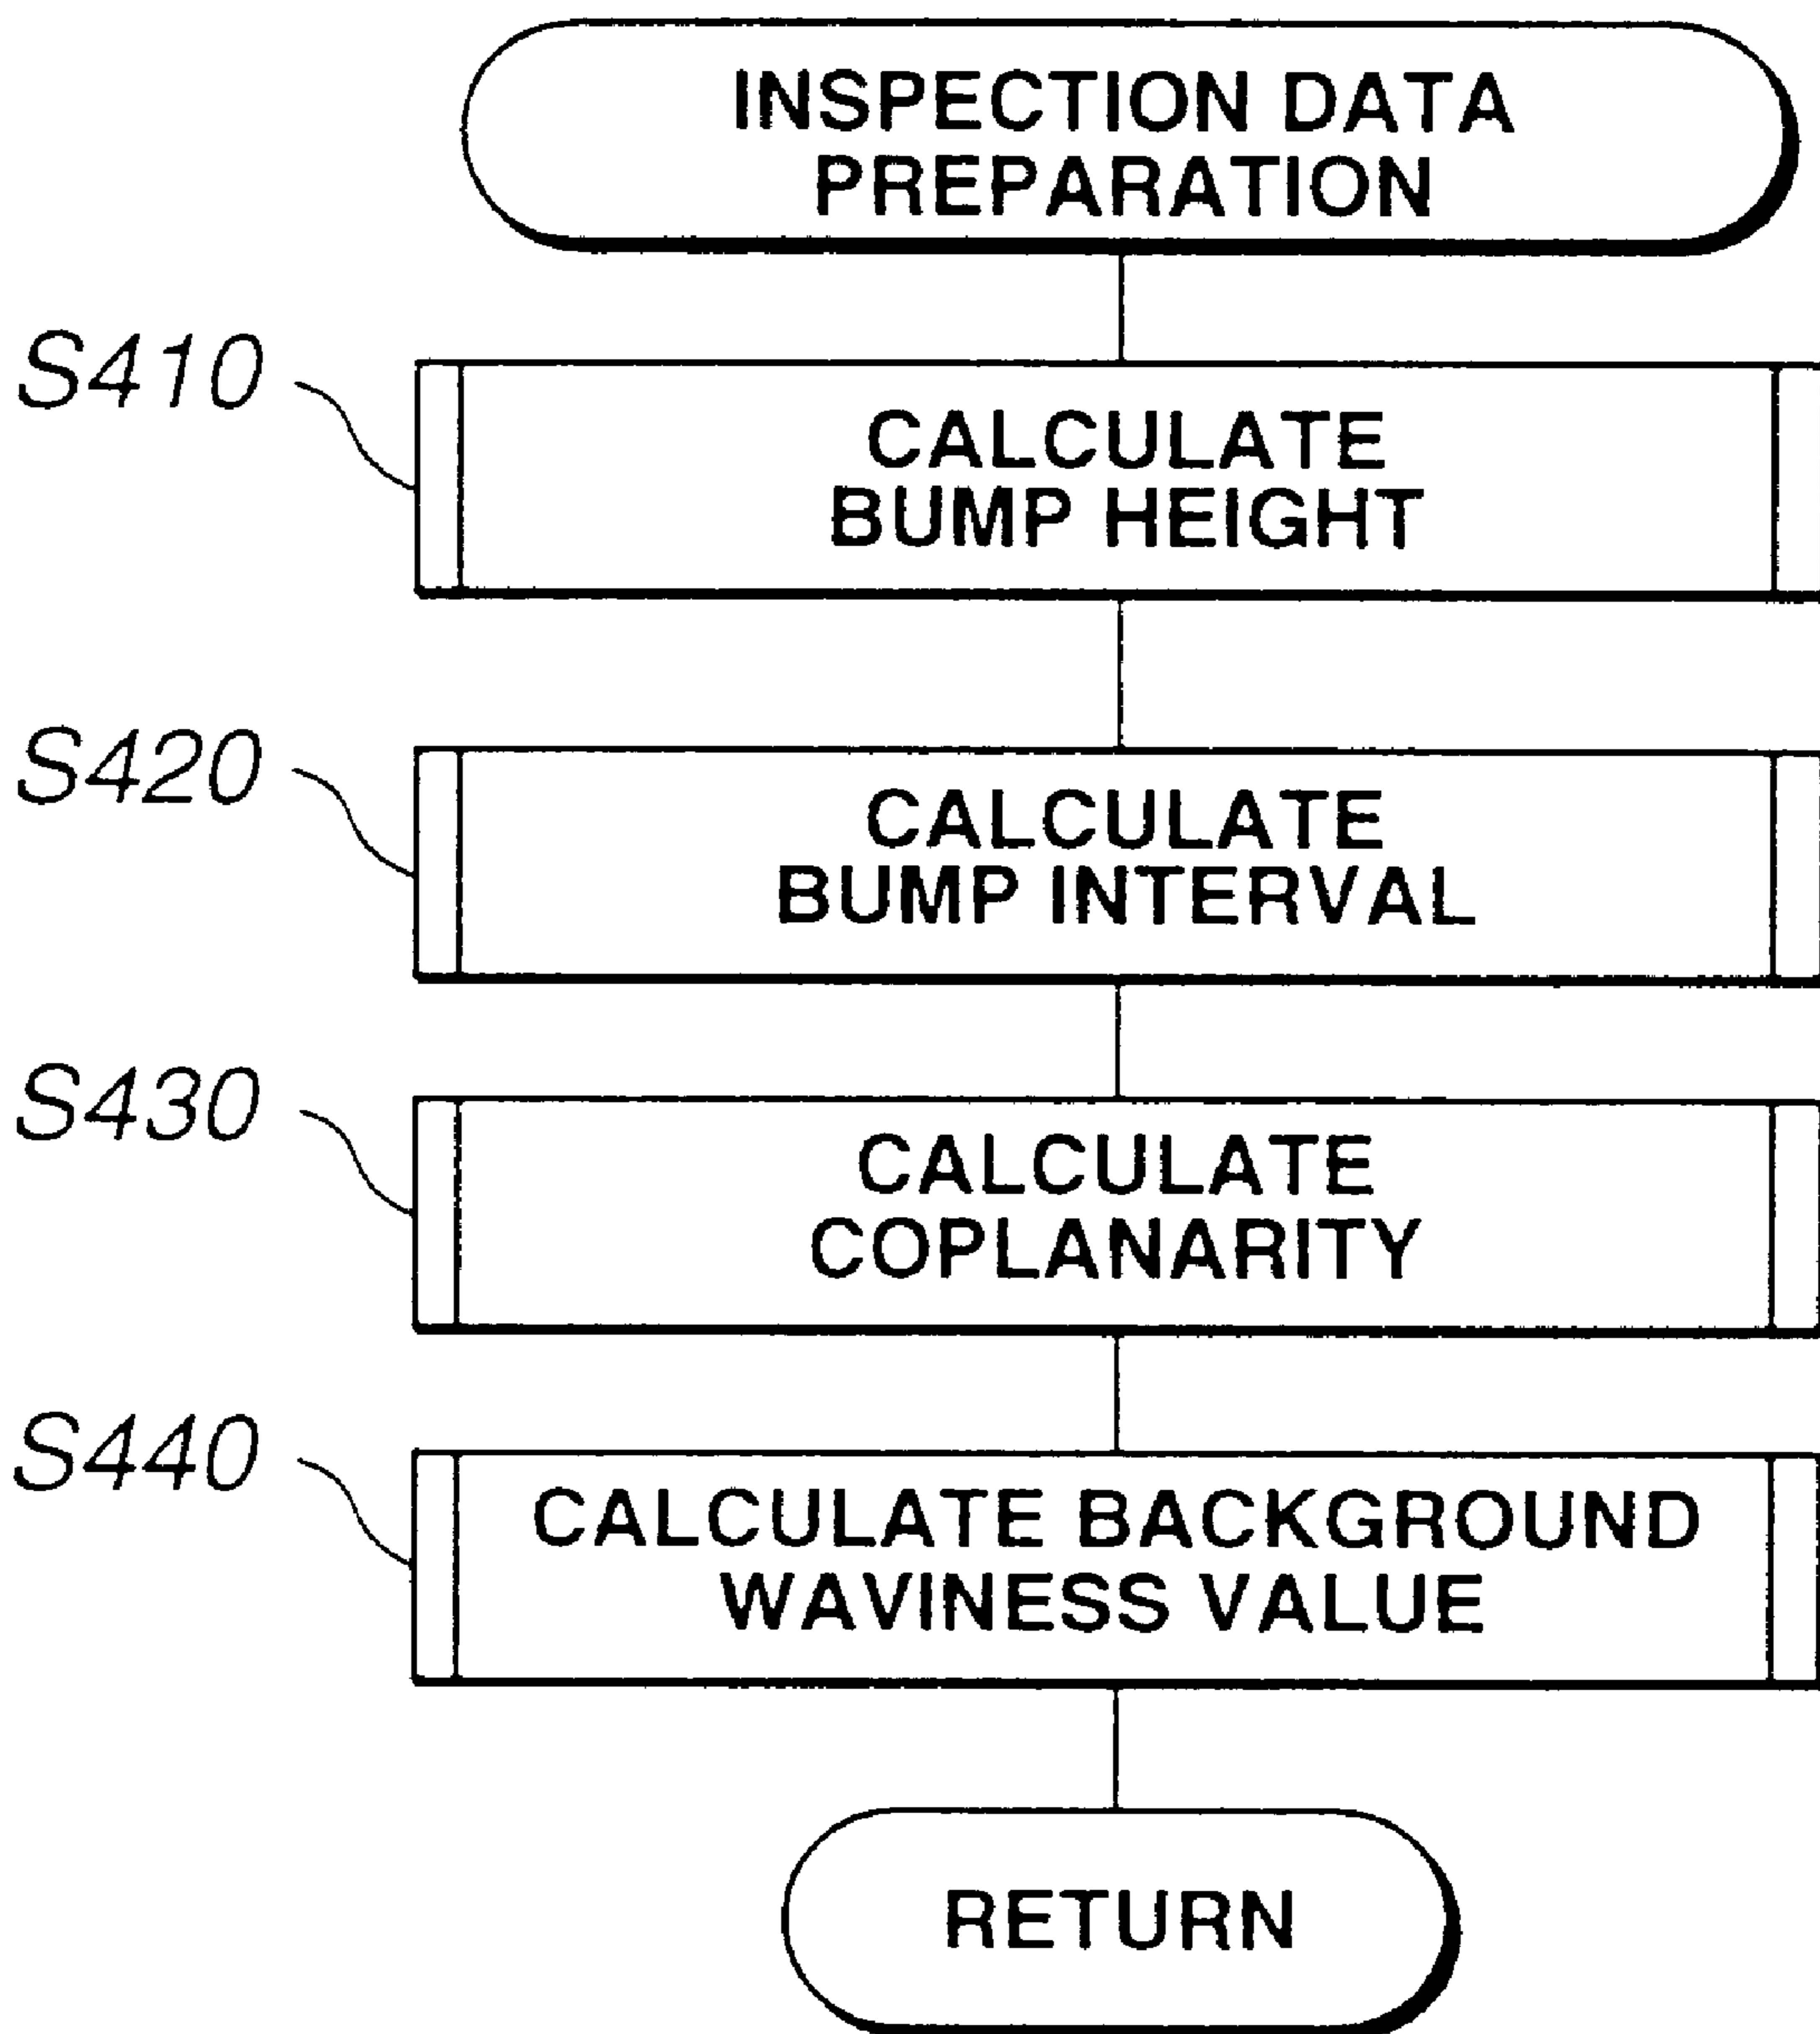 INSPECTION DATA
PREPARATION
S410
CALCULATE
BUMP HEIGHT
S420
CALCULATE
BUMP INTERVAL
S430
CALCULATE
COPLANARITY
S440
CALCULATE BACKGROUND
WAVINESS VALUE
RETURN